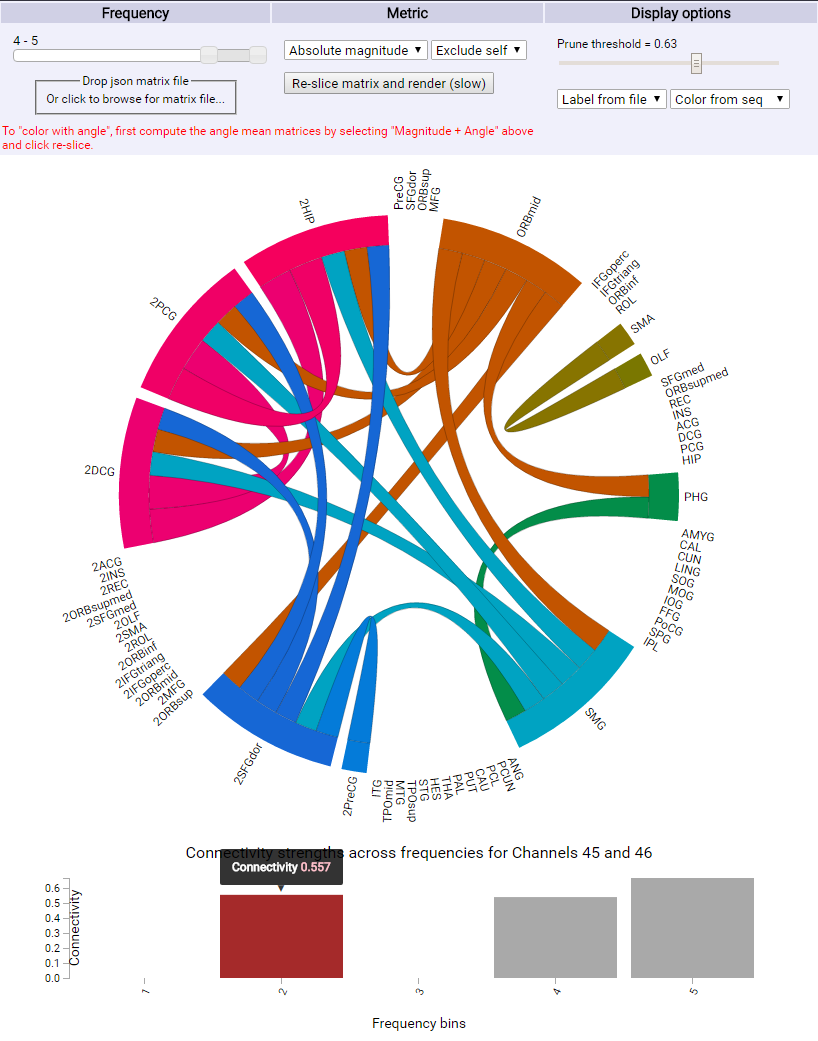 Frequency
Metric
Display options
4 - 5
Drop json matrix file
Or click to browse for matrix file...
Absolute magnitude
Exclude self
Re-slice matrix and render (slow)
Prune threshold = 0.63
Label from file
Color from seq
To "color with angle", first compute the angle mean matrices by selecting "Magnitude + Angle" above
and click re-slice.
PreCG
SFGdor
ORBsup
MFG
ORBmid
IFGoperc
IFGtriang
ORBinf
ROL
SMA
OLF
SFGmed
ORBsupmed
REC
INS
ACG
DCG
PCG
HIP
PHG
AMYG
CAL
CUN
LING
SOG
MOG
IOG
FFG
PoCG
SPG
IPL
SMG
ANG
PCUN
PCL
CAU
PUT
PAL
THA
HES
STG
TPOsup
MTG
TPOmid
ITG
2PreCG
2SFGdor
2ORBsup
2MFG
2ORBmid
2IFGoperc
2IFGtriang
2ORBinf
2ROL
2SMA
2OLF
2SFGmed
2ORBsupmed
2REC
2INS
2ACG
2DCG
2PCG
2HIP
Connectivity strengths across frequencies for Channels 45 and 46
Connectivity 0.557
Connectivity
0.6
0.5
0.4
0.3
0.2
0.1
0.0
1
2
3
4
5
Frequency bins